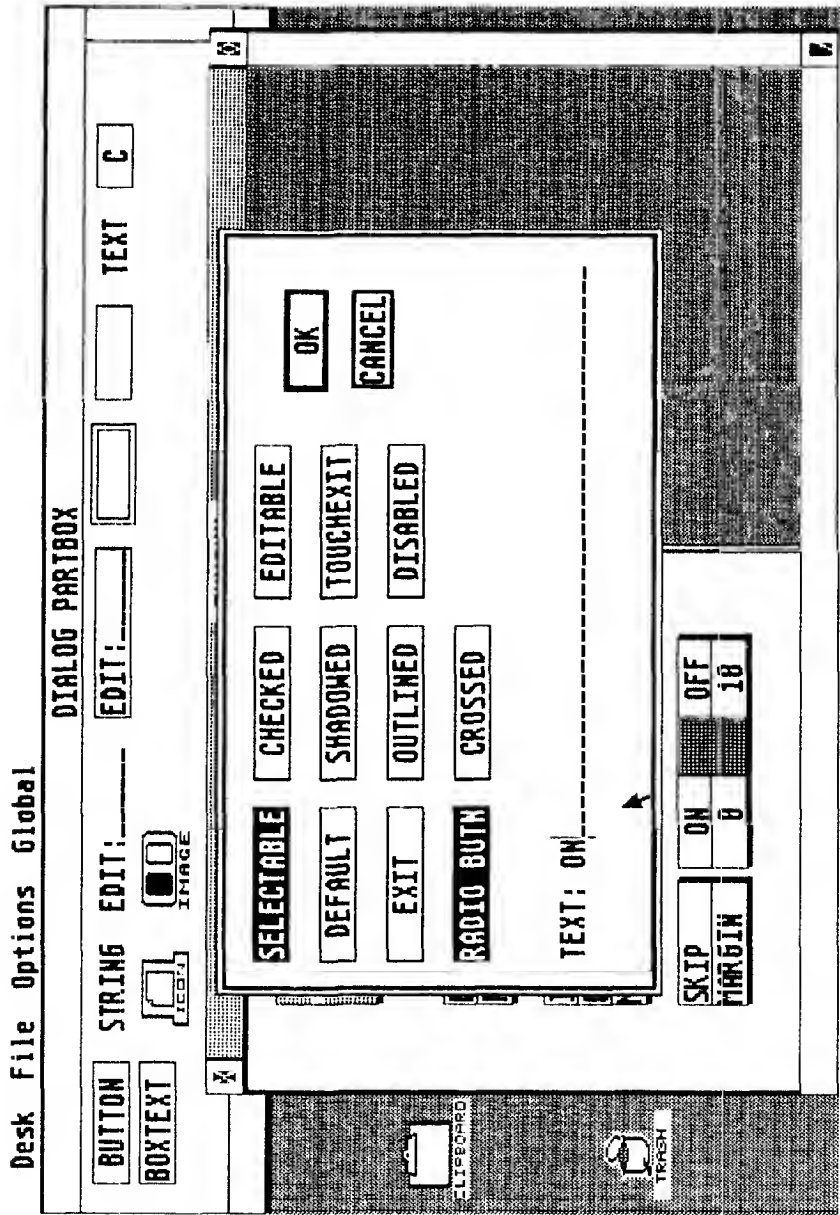 Desk File Options Global
DIALOG PARTBOX
BUTTON STRING EDIT:______ EDIT:______ TEXT C
BOXTEXT ICON IMAGE
SELECTABLE CHECKED EDITABLE OK
DEFAULT SHADOWED TOUCHEXIT CANCEL
EXIT OUTLINED DISABLED
RADIO BUTN CROSSED
TEXT: ON
CLIPBOARD
TRASH
SKIP ON OFF
MARGIN 0 10